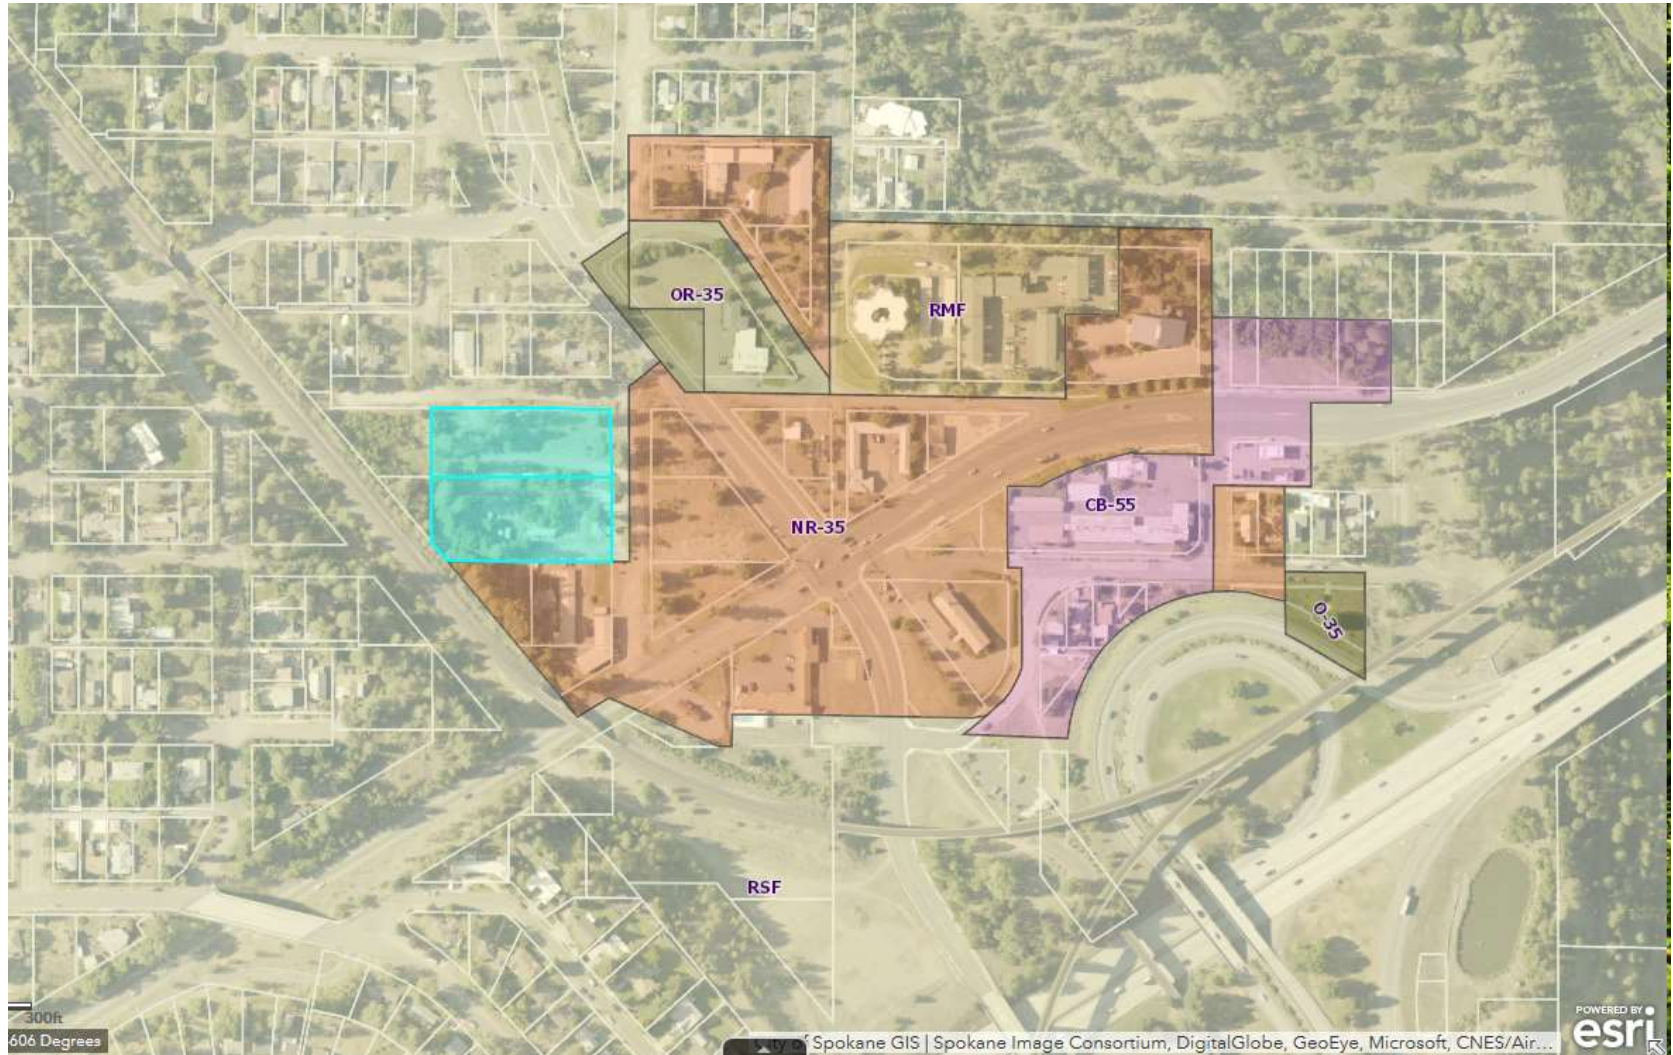 OR-35
RMF
CB-55
NR-35
O-35
RSF
300ft
606 Degrees
of Spokane GIS | Spokane Image Consortium, DigitalGlobe, GeoEye, Microsoft, CNES/Air...
POWERED BY
esri